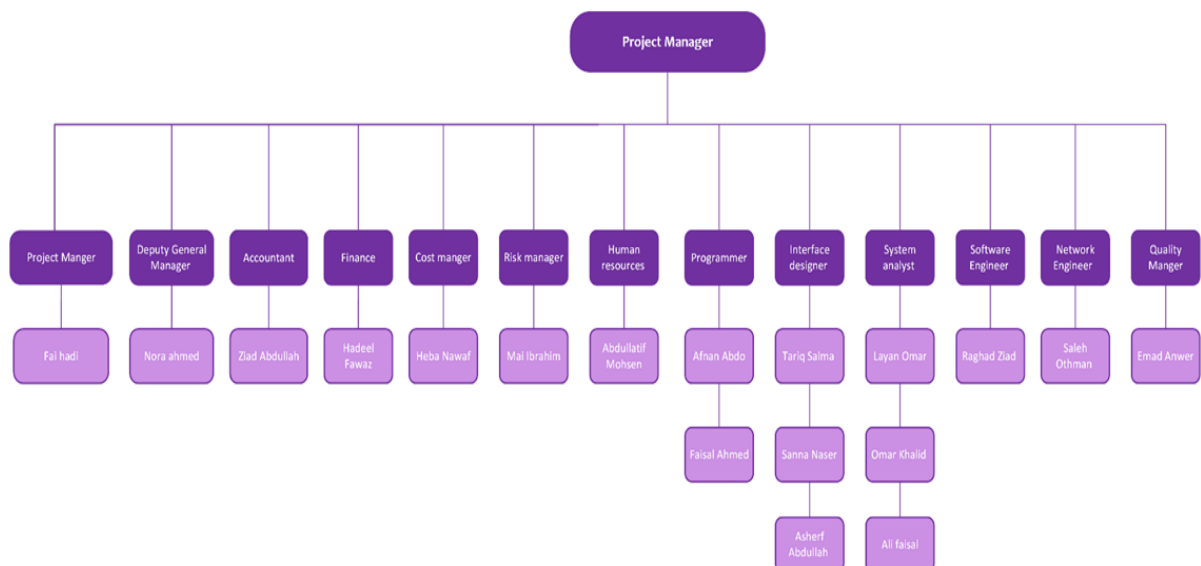 Project Manager
Project Manger
Deputy General
Manager
Accountant
Finance
Cost manger
Risk manager
Human
resources
Programmer
Interface
designer
System
analyst
Software
Engineer
Network
Engineer
Quality
Manger
Fai hadi
Nora ahmed
Ziad Abdullah
Hadeel
Fawaz
Heba Nawaf
Mai Ibrahim
Abdullatif
Mohsen
Afnan Abdo
Tariq Salma
Layan Omar
Raghad Ziad
Saleh
Othman
Emad Anwer
Faisal Ahmed
Sanna Naser
Omar Khalid
Asherf
Abdullah
Ali faisal